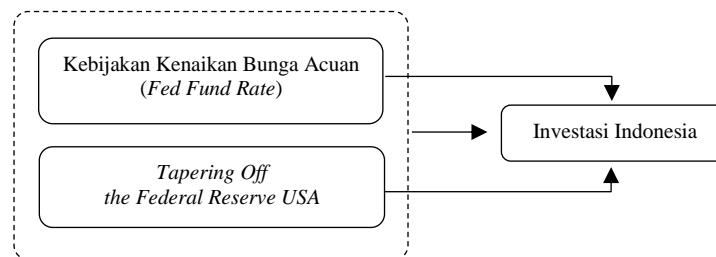 Kebijakan Kenaikan Bunga Acuan
(Fed Fund Rate)
Investasi Indonesia
Tapering Off
the Federal Reserve USA